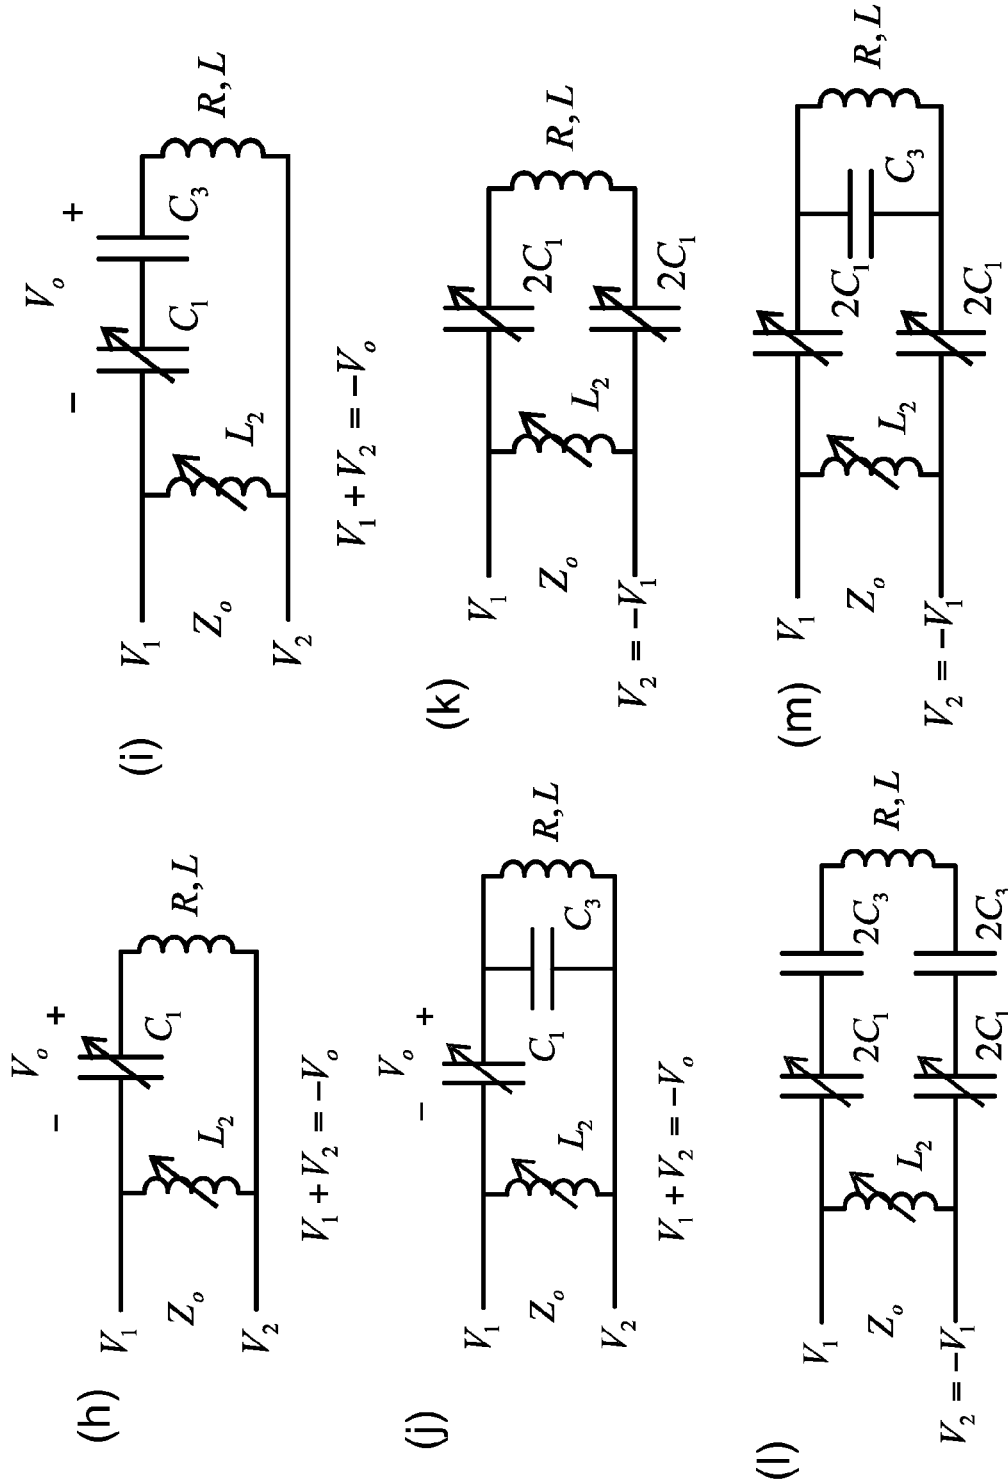 (h)
− V_o +
C_1
V_1
Z_o
L_2
R, L
V_2
V_1 + V_2 = −V_o
(i)
− V_o +
V_1
C_1
C_3
Z_o
L_2
R, L
V_2
V_1 + V_2 = −V_o
(j)
− V_o +
V_1
C_1
C_3
Z_o
L_2
R, L
V_2
V_1 + V_2 = −V_o
(k)
V_1
2C_1
Z_o
L_2
R, L
V_2 = −V_1
2C_1
(l)
V_1
2C_1
2C_3
Z_o
L_2
R, L
V_2 = −V_1
2C_1
2C_3
(m)
V_1
2C_1
Z_o
L_2
C_3
R, L
V_2 = −V_1
2C_1